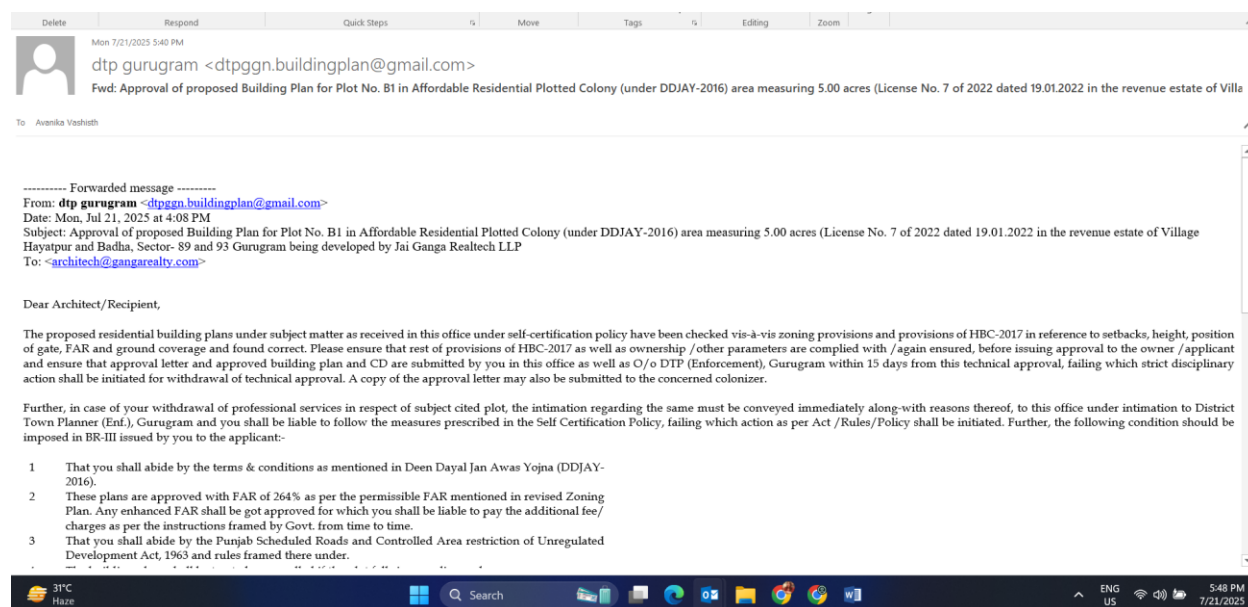 Delete Respond Quick Steps Move Tags Editing Zoom
Mon 7/21/2025 5:40 PM
dtp gurugram <dtpggn.buildingplan@gmail.com>
Fwd: Approval of proposed Building Plan for Plot No. B1 in Affordable Residential Plotted Colony (under DDJAY-2016) area measuring 5.00 acres (License No. 7 of 2022 dated 19.01.2022 in the revenue estate of Villa
To Avanika Vashisth
---------- Forwarded message ---------
From: dtp gurugram <dtpggn.buildingplan@gmail.com>
Date: Mon, Jul 21, 2025 at 4:08 PM
Subject: Approval of proposed Building Plan for Plot No. B1 in Affordable Residential Plotted Colony (under DDJAY-2016) area measuring 5.00 acres (License No. 7 of 2022 dated 19.01.2022 in the revenue estate of Village
Hayatpur and Badha, Sector- 89 and 93 Gurugram being developed by Jai Ganga Realtech LLP
To: <architech@gangarealty.com>
Dear Architect/Recipient,
The proposed residential building plans under subject matter as received in this office under self-certification policy have been checked vis-à-vis zoning provisions and provisions of HBC-2017 in reference to setbacks, height, position
of gate, FAR and ground coverage and found correct. Please ensure that rest of provisions of HBC-2017 as well as ownership /other parameters are complied with /again ensured, before issuing approval to the owner /applicant
and ensure that approval letter and approved building plan and CD are submitted by you in this office as well as O/o DTP (Enforcement), Gurugram within 15 days from this technical approval, failing which strict disciplinary
action shall be initiated for withdrawal of technical approval. A copy of the approval letter may also be submitted to the concerned colonizer.
Further, in case of your withdrawal of professional services in respect of subject cited plot, the intimation regarding the same must be conveyed immediately along-with reasons thereof, to this office under intimation to District
Town Planner (Enf.), Gurugram and you shall be liable to follow the measures prescribed in the Self Certification Policy, failing which action as per Act /Rules/Policy shall be initiated. Further, the following condition should be
imposed in BR-III issued by you to the applicant:-
1 That you shall abide by the terms & conditions as mentioned in Deen Dayal Jan Awas Yojna (DDJAY-
2016).
2 These plans are approved with FAR of 264% as per the permissible FAR mentioned in revised Zoning
Plan. Any enhanced FAR shall be got approved for which you shall be liable to pay the additional fee/
charges as per the instructions framed by Govt. from time to time.
3 That you shall abide by the Punjab Scheduled Roads and Controlled Area restriction of Unregulated
Development Act, 1963 and rules framed there under.
31°C
Haze
Search
ENG
US
5:48 PM
7/21/2025